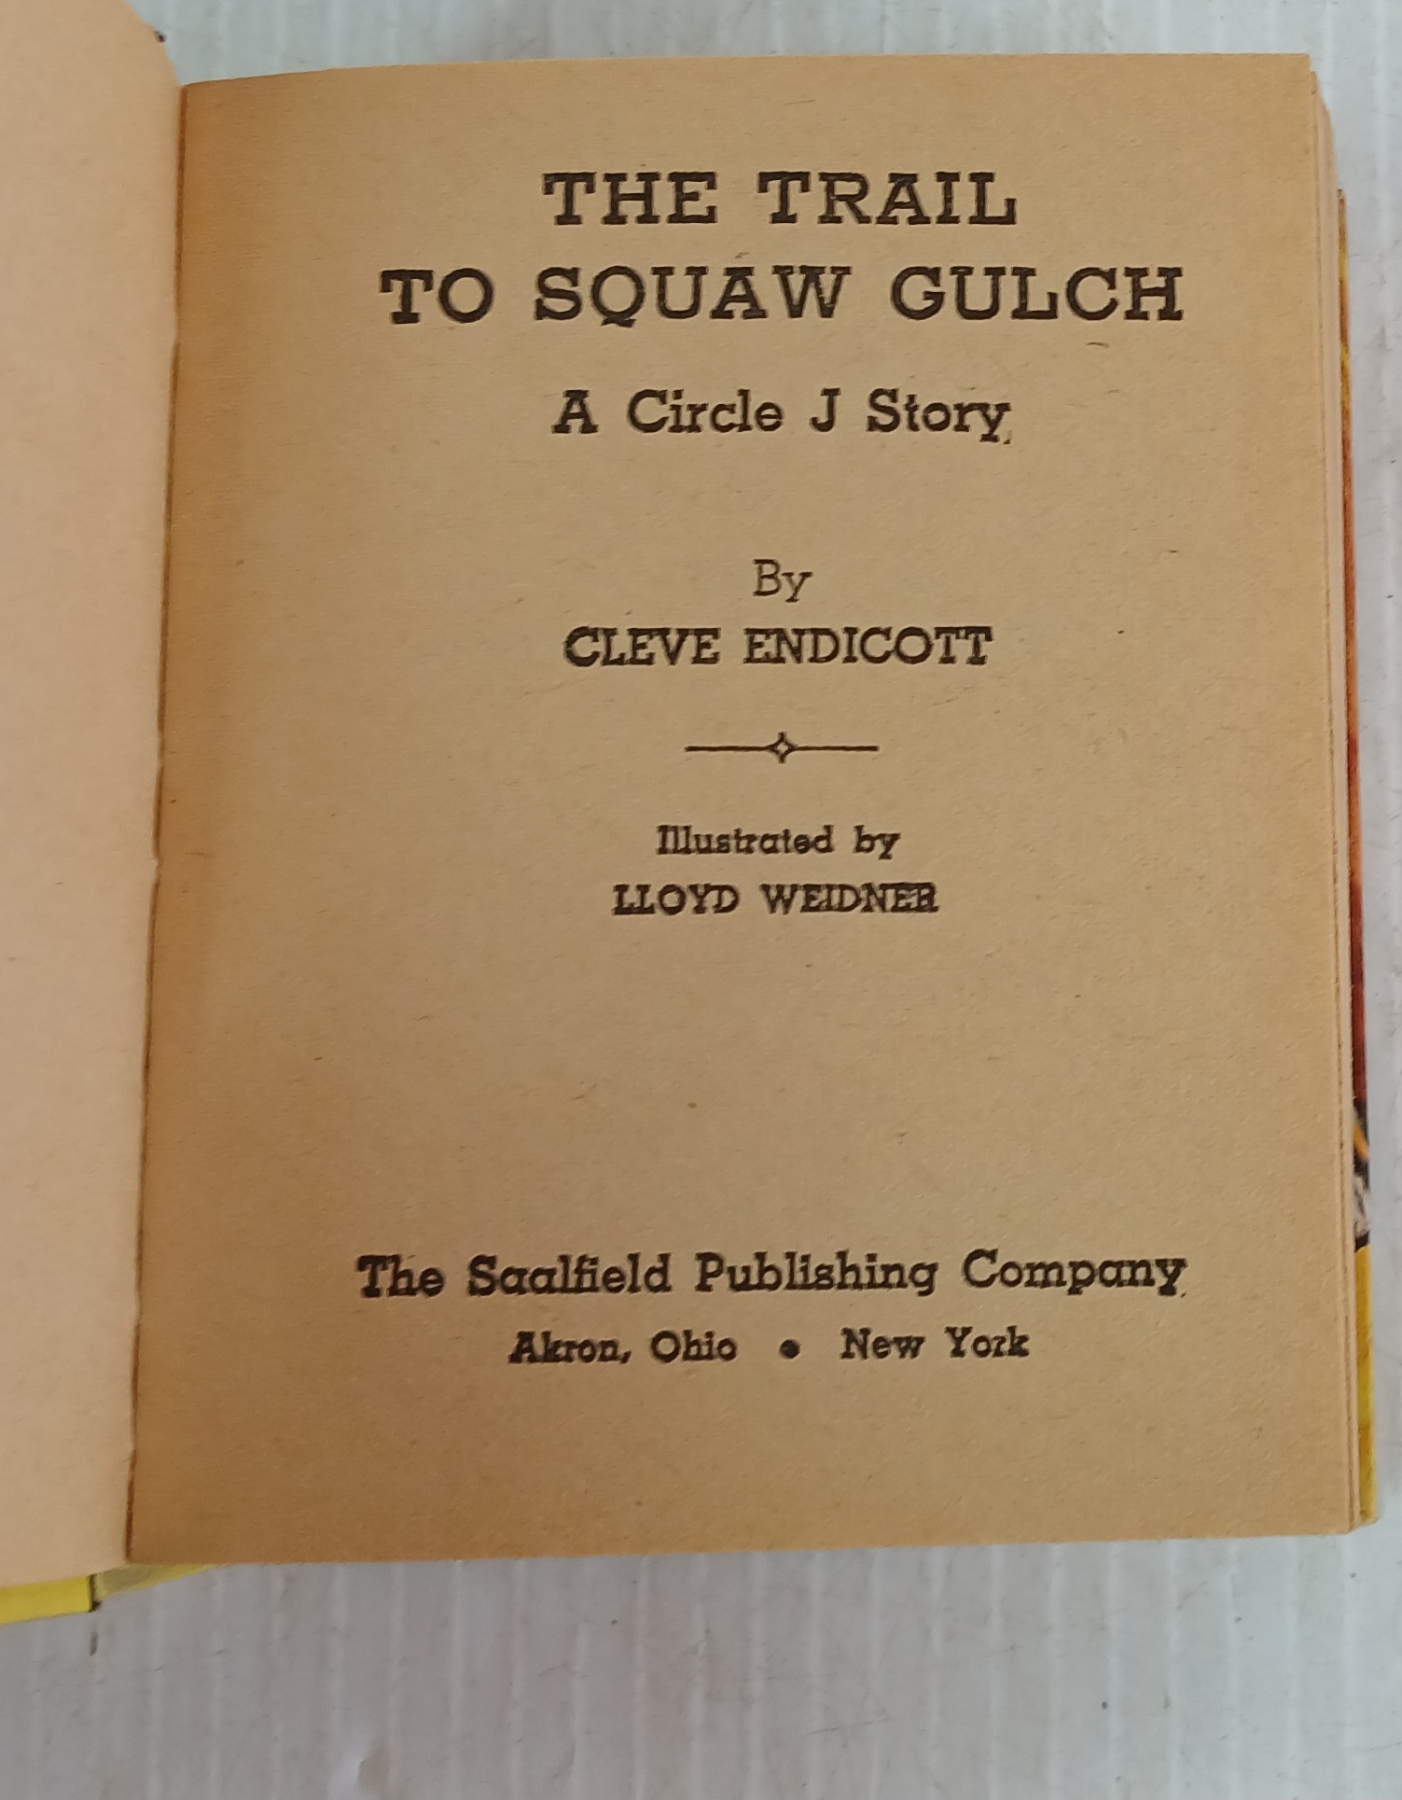 THE TRAIL
TO SQUAW GULCH
A Circle J Story
By
CLEVE ENDICOTT
Illustrated by
LLOYD WEIDNER
The Saalfield Publishing Company
Akron, Ohio • New York